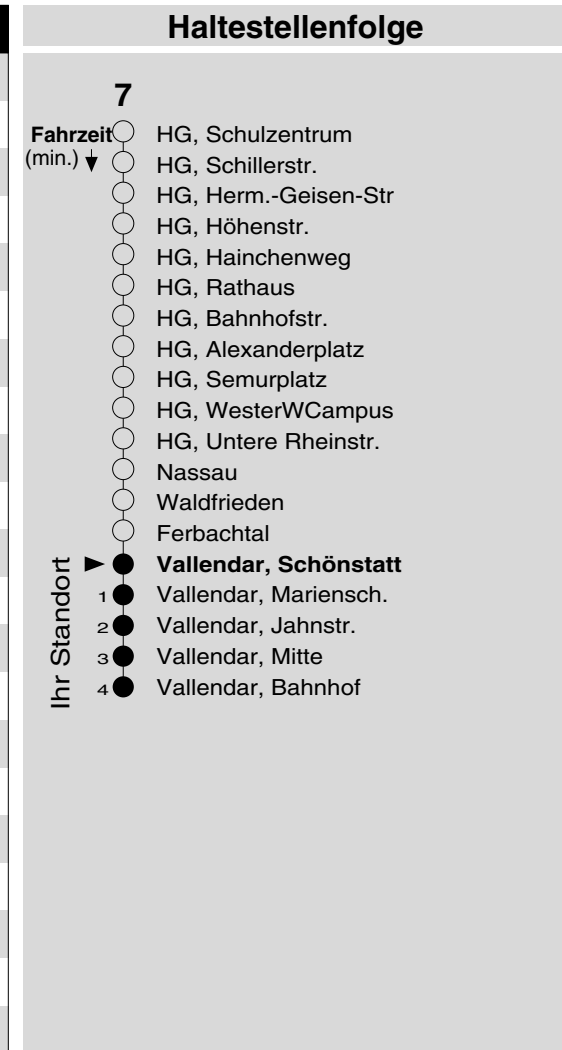 Haltestellenfolge
7
Fahrzeit
(min.)
HG, Schulzentrum
HG, Schillerstr.
HG, Herm.-Geisen-Str
HG, Höhenstr.
HG, Hainchenweg
HG, Rathaus
HG, Bahnhofstr.
HG, Alexanderplatz
HG, Semurplatz
HG, WesterWCampus
HG, Untere Rheinstr.
Nassau
Waldfrieden
Ferbachtal
Ihr Standort
Vallendar, Schönstatt
1 Vallendar, Mariensch.
2 Vallendar, Jahnstr.
3 Vallendar, Mitte
4 Vallendar, Bahnhof